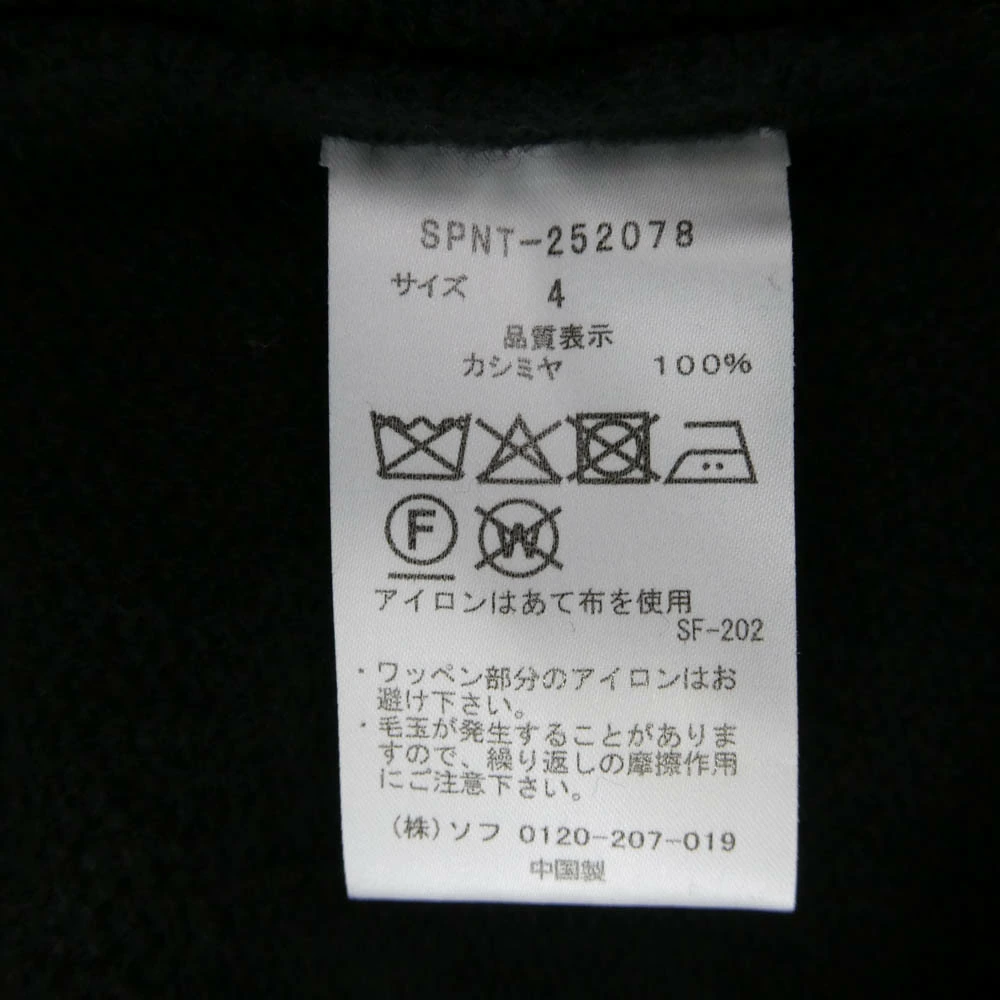 SPNT-252078
サイズ 4
品質表示
カシミヤ 100%
F W
アイロンはあて布を使用
SF-202
・ワッペン部分のアイロンはお
避け下さい。
・毛玉が発生することがありま
すので、繰り返しの摩擦作用
にご注意下さい。
(株)ソフ 0120-207-019
中国製